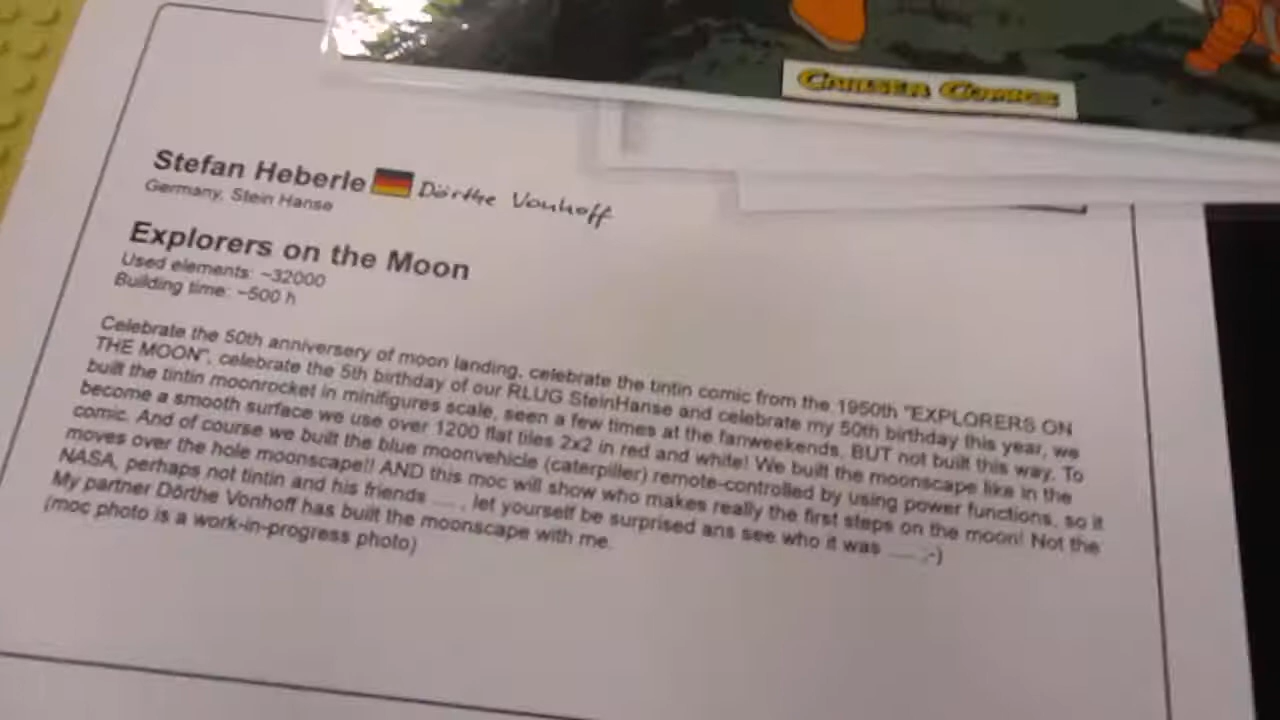 CARLSEN COMICS
Stefan Heberle Dörthe Vonhoff
Germany, Stein Hanse
Explorers on the Moon
Used elements: ~32000
Building time: ~500 h
Celebrate the 50th anniversery of moon landing, celebrate the tintin comic from the 1950th "EXPLORERS ON
THE MOON", celebrate the 5th birthday of our RLUG SteinHanse and celebrate my 50th birthday this year, we
built the tintin moonrocket in minifigures scale, seen a few times at the fanweekends, BUT not built this way. To
become a smooth surface we use over 1200 flat tiles 2x2 in red and white! We built the moonscape like in the
comic. And of course we built the blue moonvehicle (caterpiller) remote-controlled by using power functions, so it
moves over the hole moonscape!! AND this moc will show who makes really the first steps on the moon! Not the
NASA, perhaps not tintin and his friends ...., let yourself be surprised ans see who it was .... ;-)
My partner Dörthe Vonhoff has built the moonscape with me.
(moc photo is a work-in-progress photo)